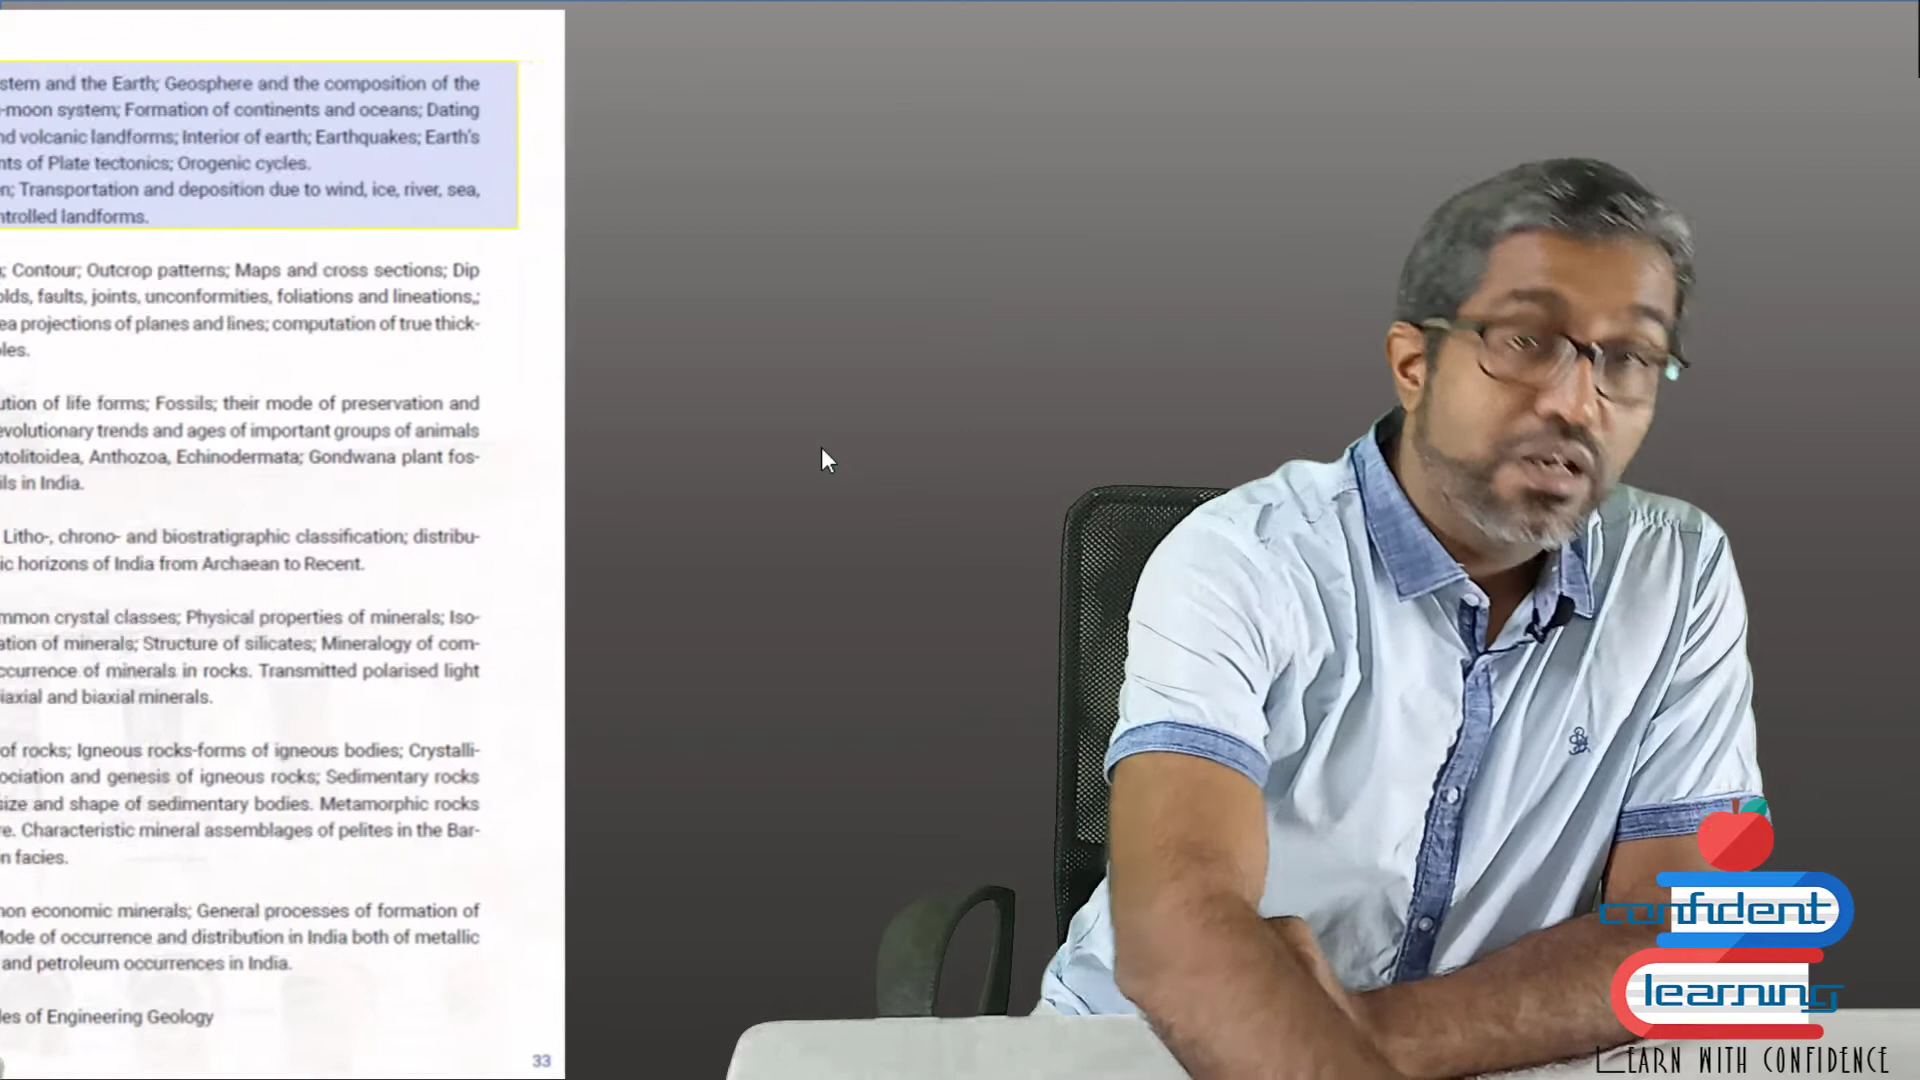 stem and the Earth; Geosphere and the composition of the
-moon system; Formation of continents and oceans; Dating
nd volcanic landforms; Interior of earth; Earthquakes; Earth's
nts of Plate tectonics; Orogenic cycles.
n; Transportation and deposition due to wind, ice, river, sea,
ntrolled landforms.
; Contour; Outcrop patterns; Maps and cross sections; Dip
olds, faults, joints, unconformities, foliations and lineations,;
ea projections of planes and lines; computation of true thick-
oles.
ution of life forms; Fossils; their mode of preservation and
evolutionary trends and ages of important groups of animals
ptolitoidea, Anthozoa, Echinodermata; Gondwana plant fos-
ils in India.
Litho-, chrono- and biostratigraphic classification; distribu-
ic horizons of India from Archaean to Recent.
mmon crystal classes; Physical properties of minerals; Iso-
ation of minerals; Structure of silicates; Mineralogy of com-
ccurrence of minerals in rocks. Transmitted polarised light
iaxial and biaxial minerals.
of rocks; Igneous rocks-forms of igneous bodies; Crystalli-
ociation and genesis of igneous rocks; Sedimentary rocks
size and shape of sedimentary bodies. Metamorphic rocks
re. Characteristic mineral assemblages of pelites in the Bar-
n facies.
non economic minerals; General processes of formation of
Mode of occurrence and distribution in India both of metallic
and petroleum occurrences in India.
les of Engineering Geology
33
confident
learning
LEARN WITH CONFIDENCE